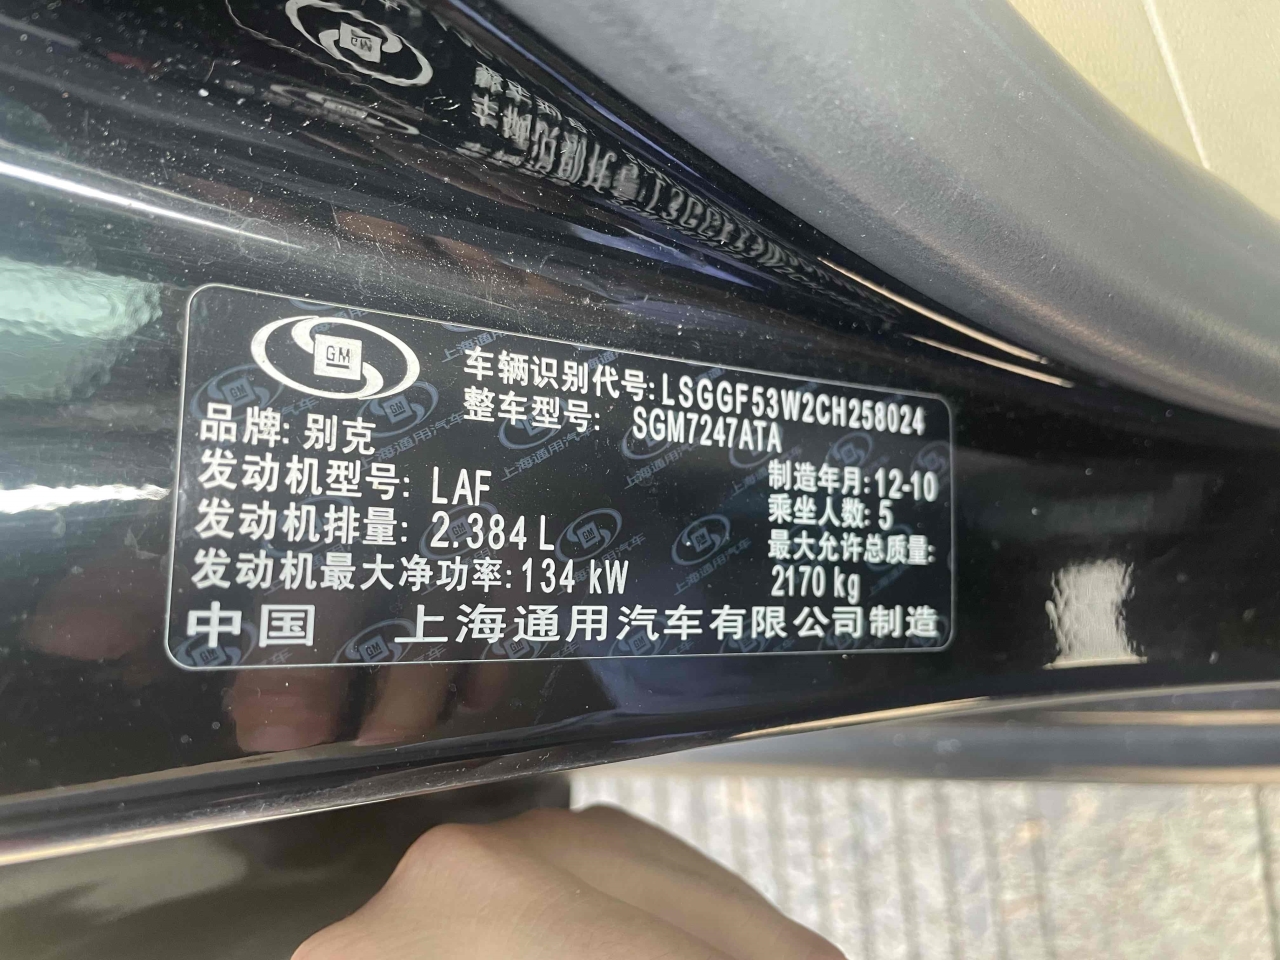 GM
车辆识别代号:LSGGF53W2CH258024
整车型号: SGM7247ATA
品牌:别克
发动机型号: LAF
制造年月:12-10
发动机排量: 2.384 L
乘坐人数: 5
最大允许总质量:
2170 kg
发动机最大净功率:134 kW
中国 上海通用汽车有限公司制造